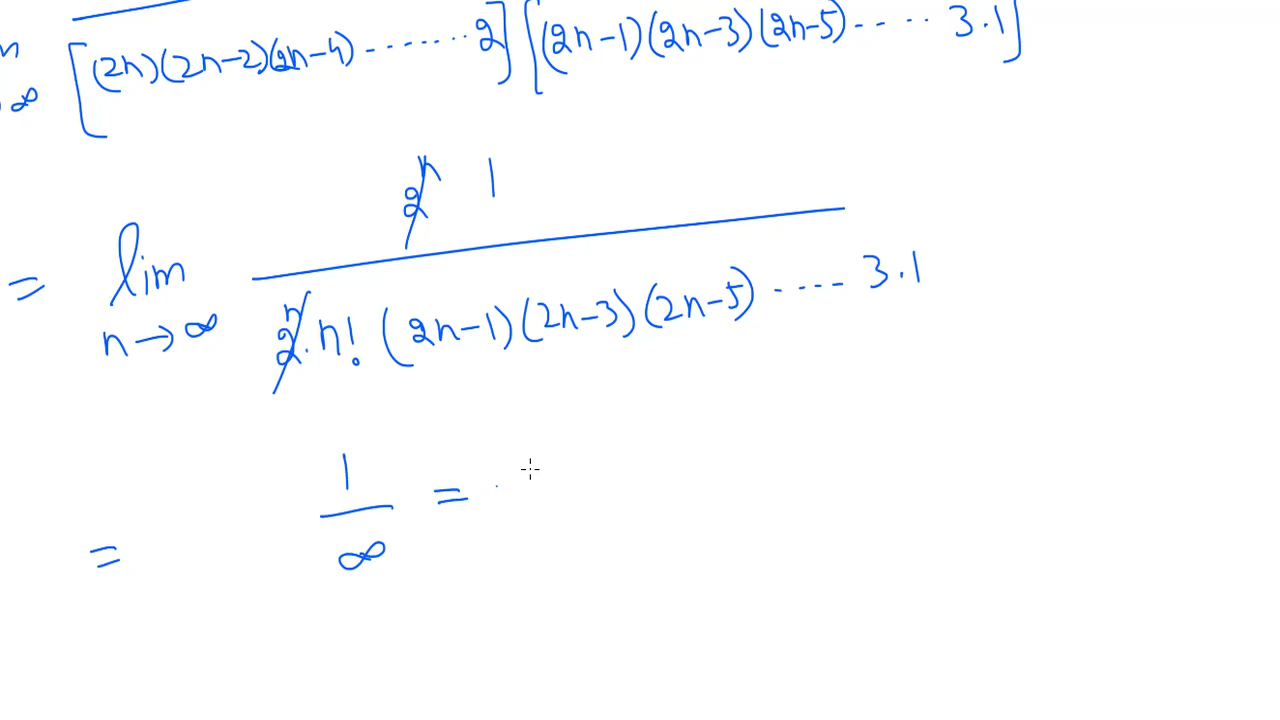 [(2n)(2n-2)(2n-4)·······2][(2n-1)(2n-3)(2n-5)····· 3.1]
n
∞
2ⁿ 1
= lim
n→∞
2ⁿ. n! (2n-1)(2n-3)(2n-5) ····· 3.1
1
= ― =
∞